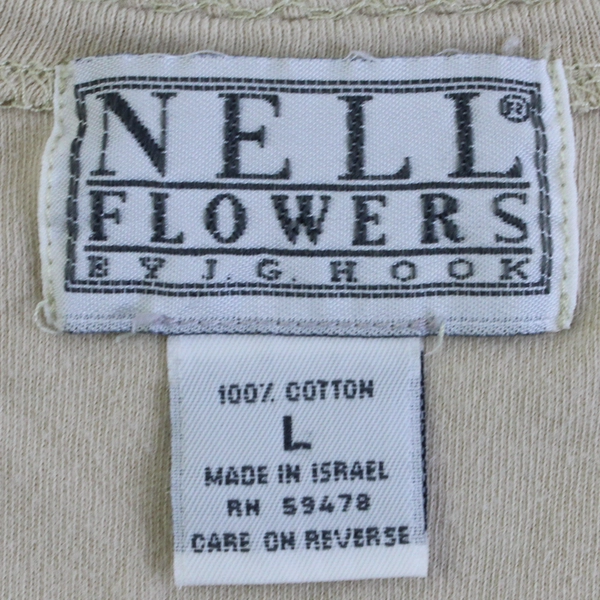 NELL®
FLOWERS
BY J.G. HOOK
100% COTTON
L
MADE IN ISRAEL
RN 59478
CARE ON REVERSE